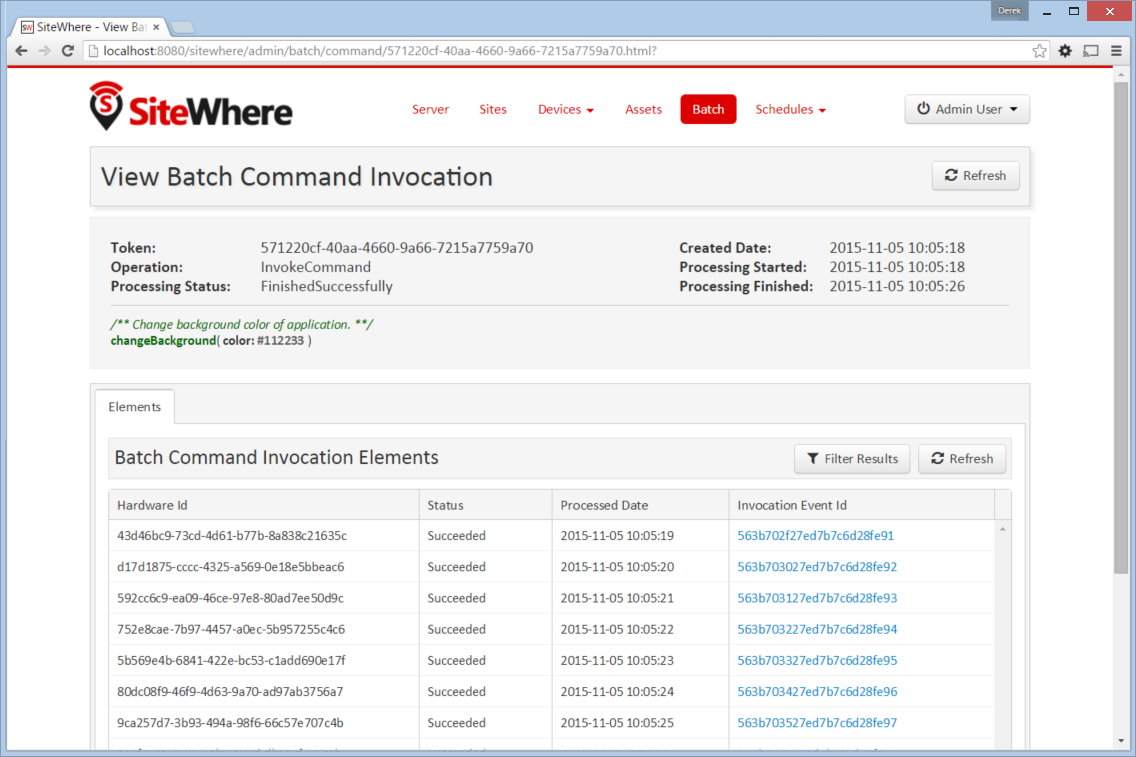 Derek
SiteWhere - View Bat
localhost:8080/sitewhere/admin/batch/command/571220cf-40aa-4660-9a66-7215a7759a70.html?
SiteWhere Server Sites Devices Assets Batch Schedules Admin User
View Batch Command Invocation Refresh
Token: 571220cf-40aa-4660-9a66-7215a7759a70 Created Date: 2015-11-05 10:05:18
Operation: InvokeCommand Processing Started: 2015-11-05 10:05:18
Processing Status: FinishedSuccessfully Processing Finished: 2015-11-05 10:05:26
/** Change background color of application. **/
changeBackground( color: #112233 )
Elements
Batch Command Invocation Elements Filter Results Refresh
Hardware Id Status Processed Date Invocation Event Id
43d46bc9-73cd-4d61-b77b-8a838c21635c Succeeded 2015-11-05 10:05:19 563b702f27ed7b7c6d28fe91
d17d1875-cccc-4325-a569-0e18e5bbeac6 Succeeded 2015-11-05 10:05:20 563b703027ed7b7c6d28fe92
592cc6c9-ea09-46ce-97e8-80ad7ee50d9c Succeeded 2015-11-05 10:05:21 563b703127ed7b7c6d28fe93
752e8cae-7b97-4457-a0ec-5b957255c4c6 Succeeded 2015-11-05 10:05:22 563b703227ed7b7c6d28fe94
5b569e4b-6841-422e-bc53-c1add690e17f Succeeded 2015-11-05 10:05:23 563b703327ed7b7c6d28fe95
80dc08f9-46f9-4d63-9a70-ad97ab3756a7 Succeeded 2015-11-05 10:05:24 563b703427ed7b7c6d28fe96
9ca257d7-3b93-494a-98f6-66c57e707c4b Succeeded 2015-11-05 10:05:25 563b703527ed7b7c6d28fe97